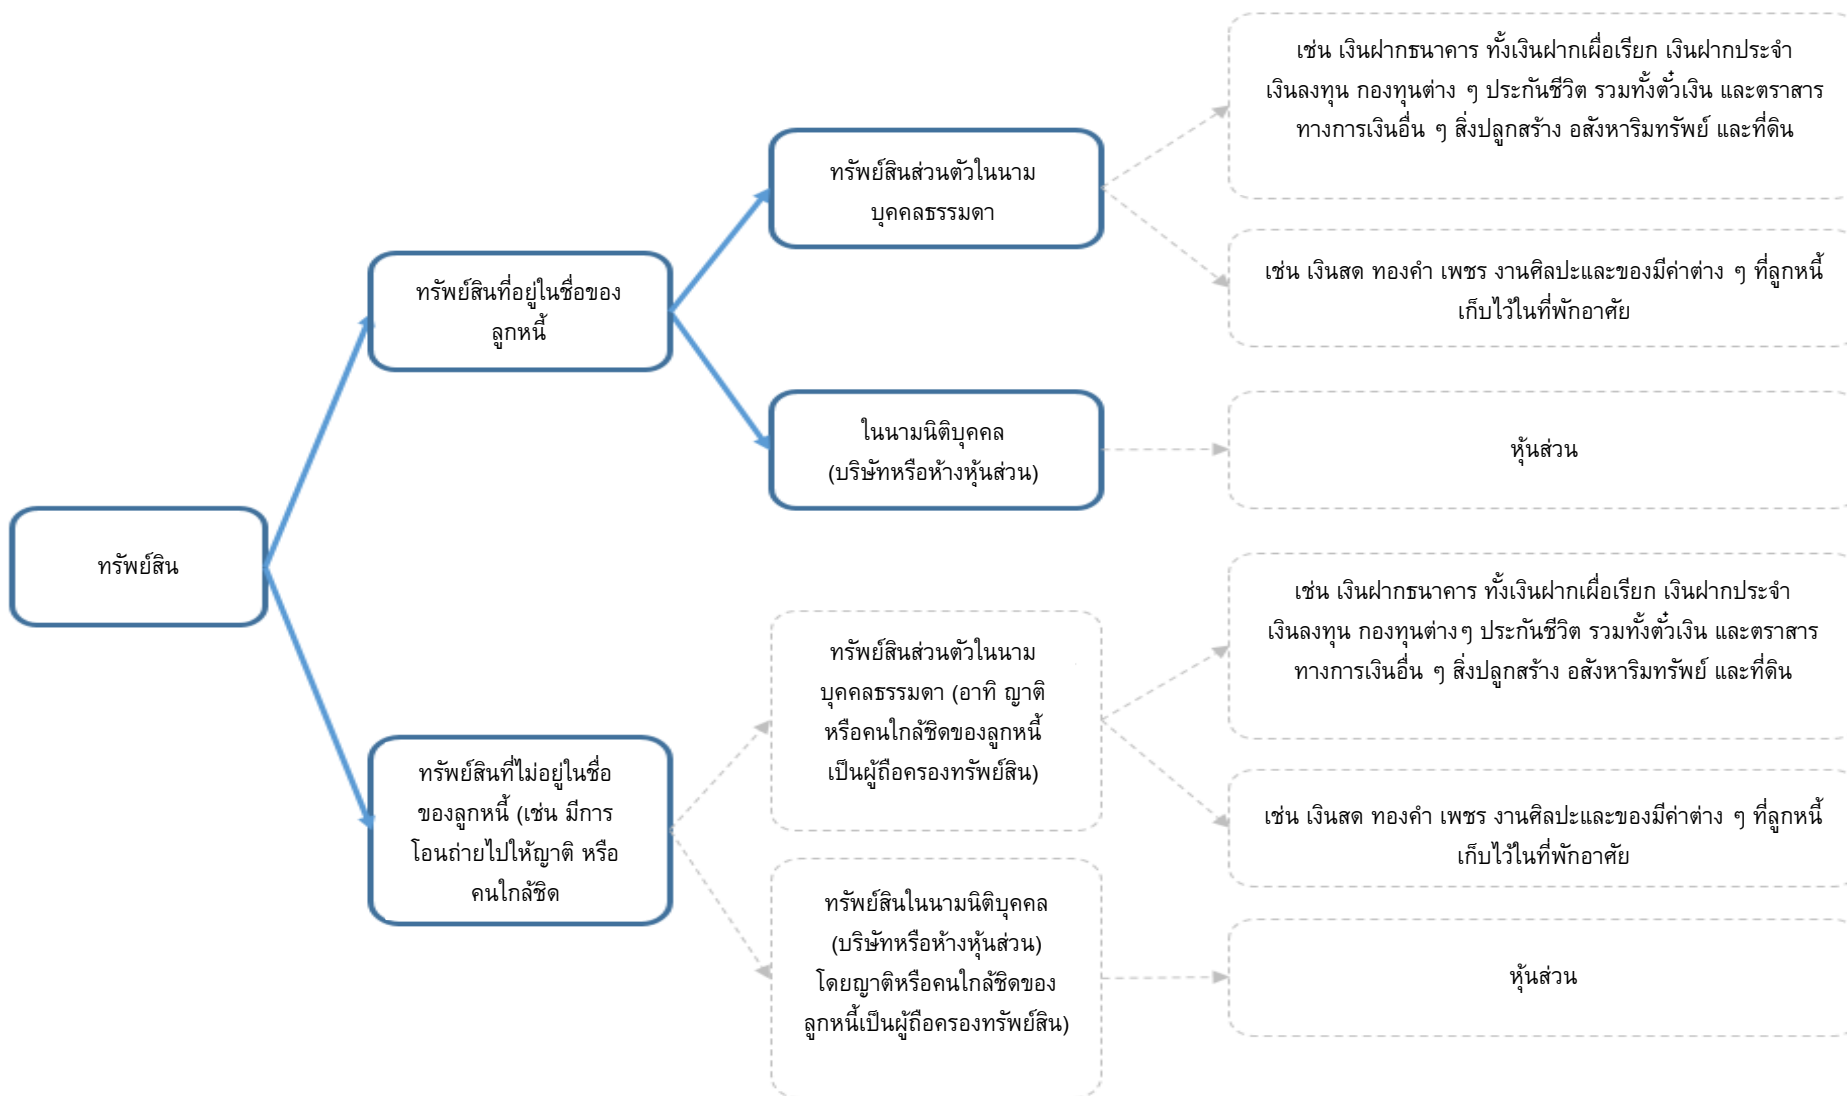 เช่น เงินฝากธนาคาร ทั้งเงินฝากเผื่อเรียก เงินฝากประจำ
เงินลงทุน กองทุนต่าง ๆ ประกันชีวิต รวมทั้งตั๋วเงิน และตราสาร
ทางการเงินอื่น ๆ สิ่งปลูกสร้าง อสังหาริมทรัพย์ และที่ดิน
ทรัพย์สินส่วนตัวในนาม
บุคคลธรรมดา
เช่น เงินสด ทองคำ เพชร งานศิลปะและของมีค่าต่าง ๆ ที่ลูกหนี้
เก็บไว้ในที่พักอาศัย
ทรัพย์สินที่อยู่ในชื่อของ
ลูกหนี้
ในนามนิติบุคคล
(บริษัทหรือห้างหุ้นส่วน)
หุ้นส่วน
ทรัพย์สิน
เช่น เงินฝากธนาคาร ทั้งเงินฝากเผื่อเรียก เงินฝากประจำ
เงินลงทุน กองทุนต่างๆ ประกันชีวิต รวมทั้งตั๋วเงิน และตราสาร
ทางการเงินอื่น ๆ สิ่งปลูกสร้าง อสังหาริมทรัพย์ และที่ดิน
ทรัพย์สินส่วนตัวในนาม
บุคคลธรรมดา (อาทิ ญาติ
หรือคนใกล้ชิดของลูกหนี้
เป็นผู้ถือครองทรัพย์สิน)
ทรัพย์สินที่ไม่อยู่ในชื่อ
ของลูกหนี้ (เช่น มีการ
โอนถ่ายไปให้ญาติ หรือ
คนใกล้ชิด
เช่น เงินสด ทองคำ เพชร งานศิลปะและของมีค่าต่าง ๆ ที่ลูกหนี้
เก็บไว้ในที่พักอาศัย
ทรัพย์สินในนามนิติบุคคล
(บริษัทหรือห้างหุ้นส่วน)
โดยญาติหรือคนใกล้ชิดของ
ลูกหนี้เป็นผู้ถือครองทรัพย์สิน)
หุ้นส่วน